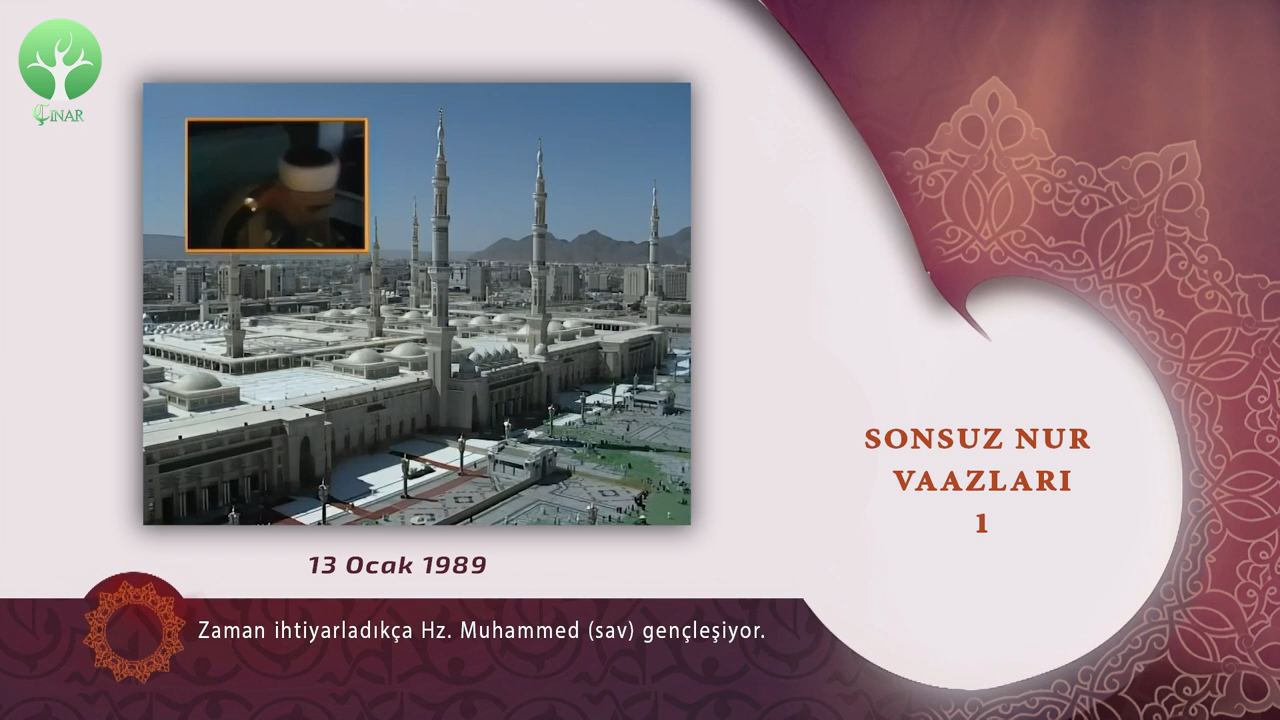 ÇINAR
SONSUZ NUR
VAAZLARI
1
13 Ocak 1989
Zaman ihtiyarladıkça Hz. Muhammed (sav) gençleşiyor.